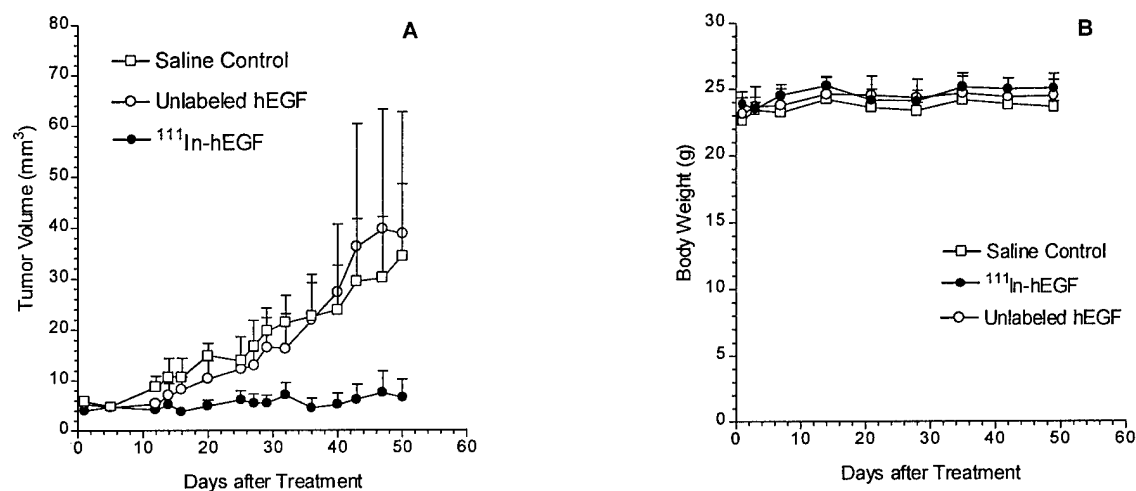 A
Saline Control
Unlabeled hEGF
¹¹¹In-hEGF
Tumor Volume (mm³)
80
70
60
50
40
30
20
10
0
0 10 20 30 40 50 60
Days after Treatment
B
Body Weight (g)
30
25
20
15
10
5
0
Saline Control
¹¹¹In-hEGF
Unlabeled hEGF
0 10 20 30 40 50 60
Days after Treatment